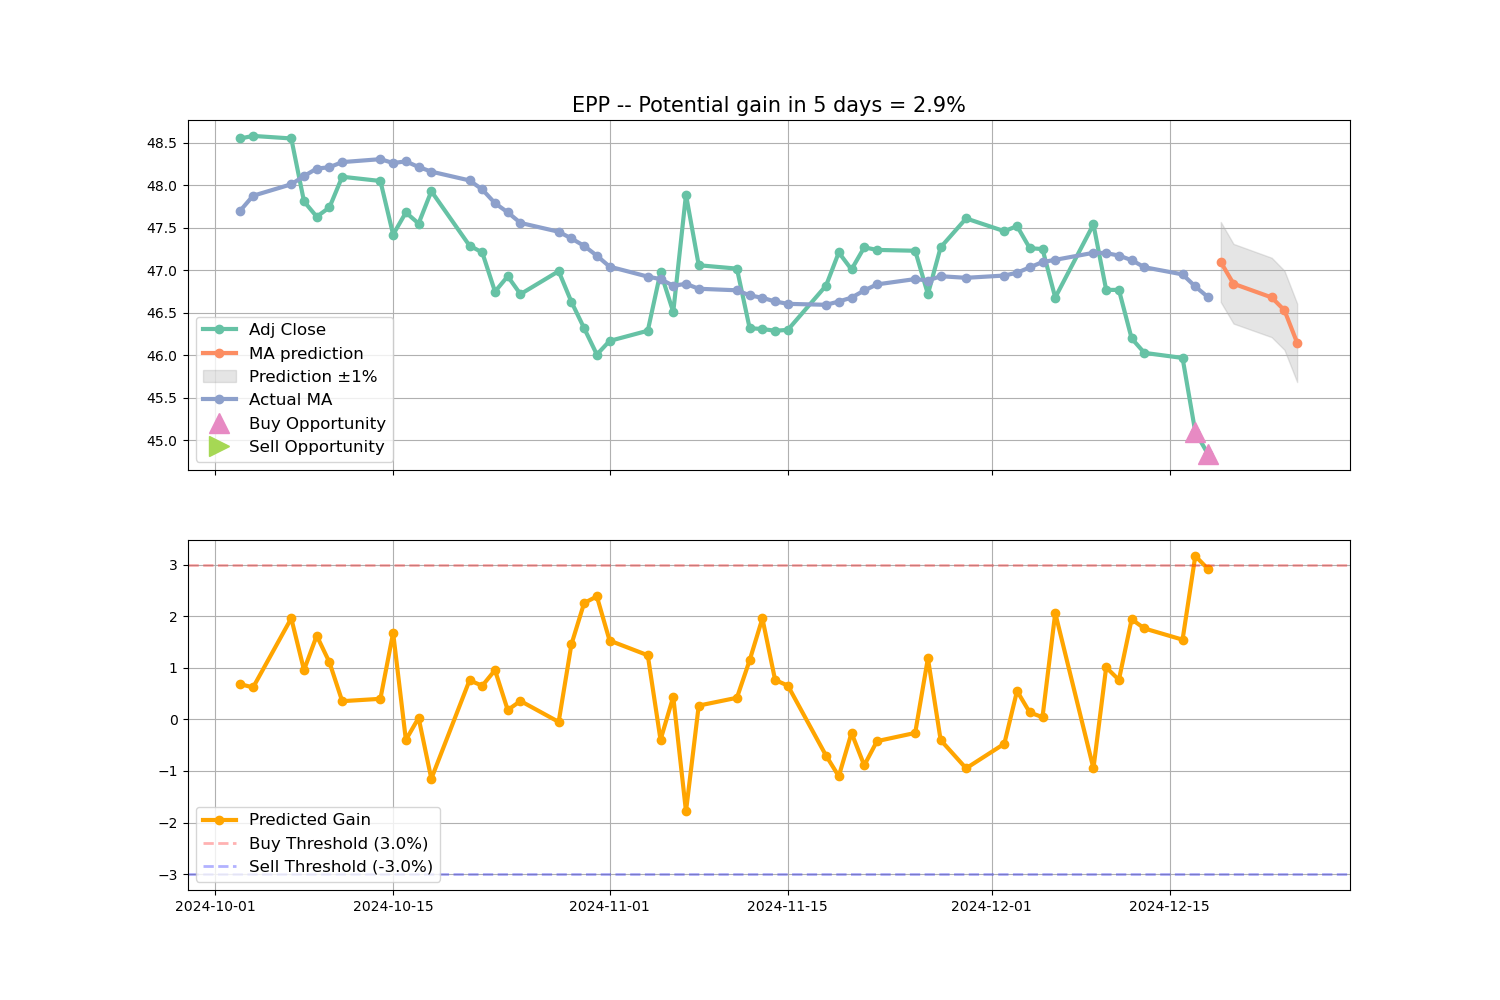 EPP -- Potential gain in 5 days = 2.9%
48.5
48.0
47.5
47.0
46.5
46.0
45.5
45.0
Adj Close
MA prediction
Prediction ±1%
Actual MA
Buy Opportunity
Sell Opportunity
3
2
1
0
−1
−2
−3
Predicted Gain
Buy Threshold (3.0%)
Sell Threshold (-3.0%)
2024-10-01 2024-10-15 2024-11-01 2024-11-15 2024-12-01 2024-12-15